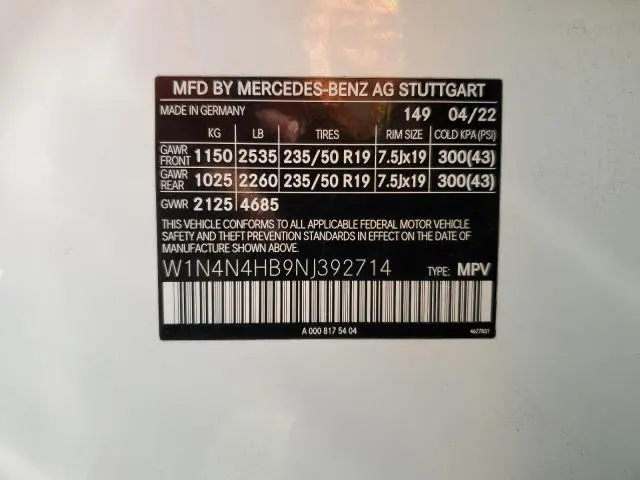 MFD BY MERCEDES-BENZ AG STUTTGART
MADE IN GERMANY 149 04/22
KG LB TIRES RIM SIZE COLD KPA (PSI)
GAWR FRONT 1150 2535 235/50 R19 7.5Jx19 300(43)
GAWR REAR 1025 2260 235/50 R19 7.5Jx19 300(43)
GVWR 2125 4685
THIS VEHICLE CONFORMS TO ALL APPLICABLE FEDERAL MOTOR VEHICLE
SAFETY AND THEFT PREVENTION STANDARDS IN EFFECT ON THE DATE OF
MANUFACTURE SHOWN ABOVE.
W1N4N4HB9NJ392714 TYPE: MPV
A 000 817 54 04 4677831